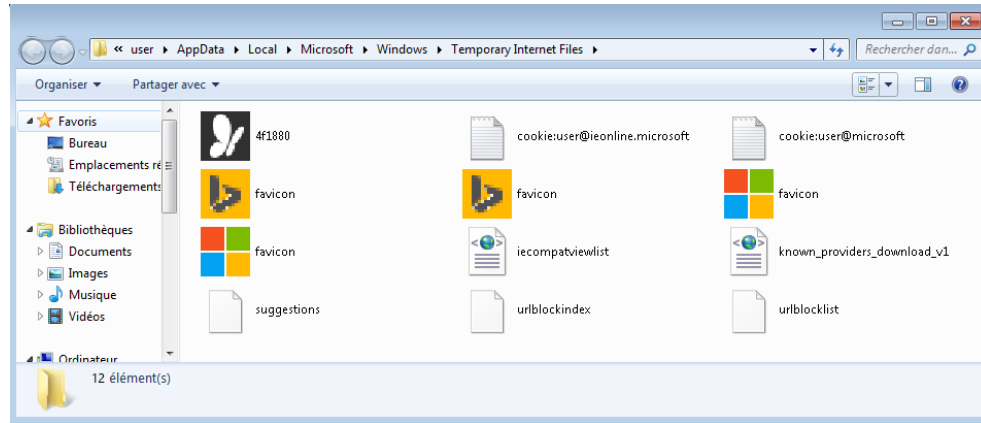 « user ▸ AppData ▸ Local ▸ Microsoft ▸ Windows ▸ Temporary Internet Files ▸
Rechercher dan...
Organiser ▾ Partager avec ▾
Favoris
Bureau
Emplacements ré
Téléchargements
Bibliothèques
Documents
Images
Musique
Vidéos
Ordinateur
4f1880 cookie:user@ieonline.microsoft cookie:user@microsoft
favicon favicon favicon
favicon iecompatviewlist known_providers_download_v1
suggestions urlblockindex urlblocklist
12 élément(s)